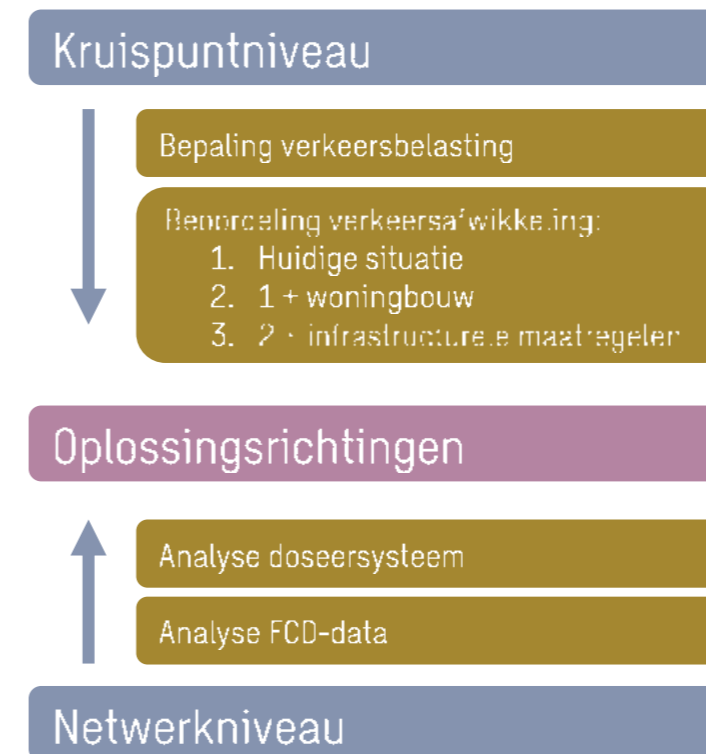 Kruispuntniveau
Bepaling verkeersbelasting
Beoordeling verkeersafwikkeling:
1. Huidige situatie
2. 1 + woningbouw
3. 2 + infrastructurele maatregelen
Oplossingsrichtingen
Analyse doseersysteem
Analyse FCD-data
Netwerkniveau